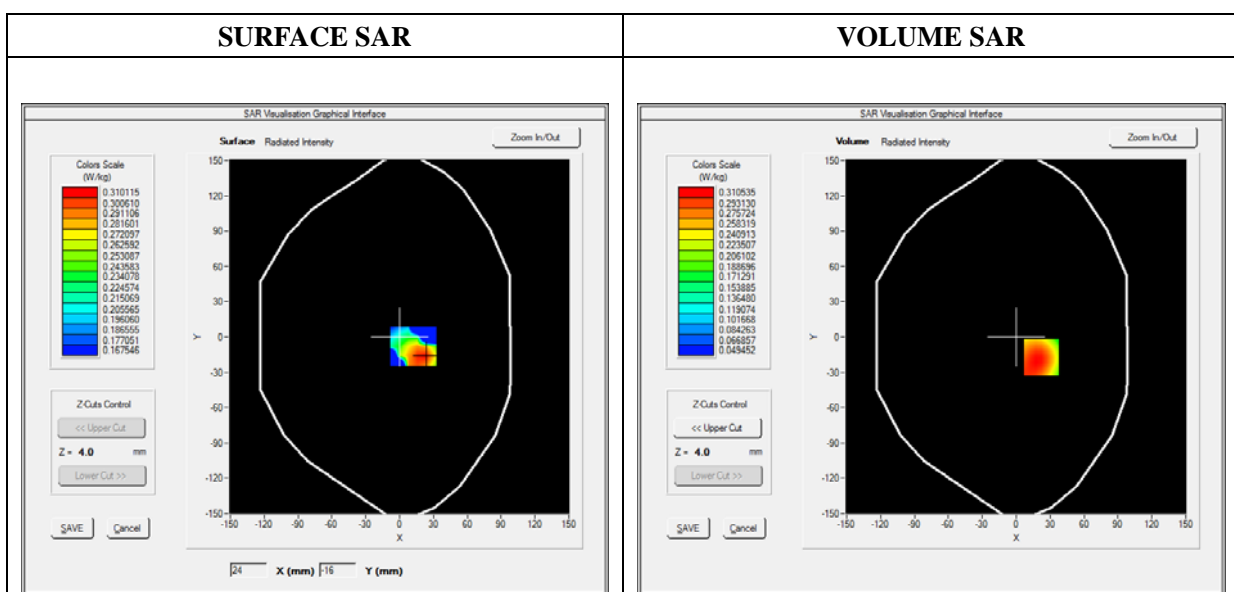 SURFACE SAR
SAR Visualisation Graphical Interface
Surface Radiated Intensity
Zoom In/Out
Colors Scale
(W/kg)
0.310115
0.300610
0.291106
0.281601
0.272097
0.262592
0.253087
0.243583
0.234078
0.224574
0.215069
0.205565
0.196060
0.186555
0.177051
0.167546
Z-Cuts Control
<< Upper Cut
Z = 4.0 mm
Lower Cut >>
SAVE Cancel
150
120
90
60
30
0
-30
-60
-90
-120
-150
Y
-150 -120 -90 -60 -30 0 30 60 90 120 150
X
24 X (mm) -16 Y (mm)
VOLUME SAR
SAR Visualisation Graphical Interface
Volume Radiated Intensity
Zoom In/Out
Colors Scale
(W/kg)
0.310535
0.293130
0.275724
0.258319
0.240913
0.223507
0.206102
0.188696
0.171291
0.153885
0.136480
0.119074
0.101668
0.084263
0.066857
0.049452
Z-Cuts Control
<< Upper Cut
Z = 4.0 mm
Lower Cut >>
SAVE Cancel
150
120
90
60
30
0
-30
-60
-90
-120
-150
Y
-150 -120 -90 -60 -30 0 30 60 90 120 150
X